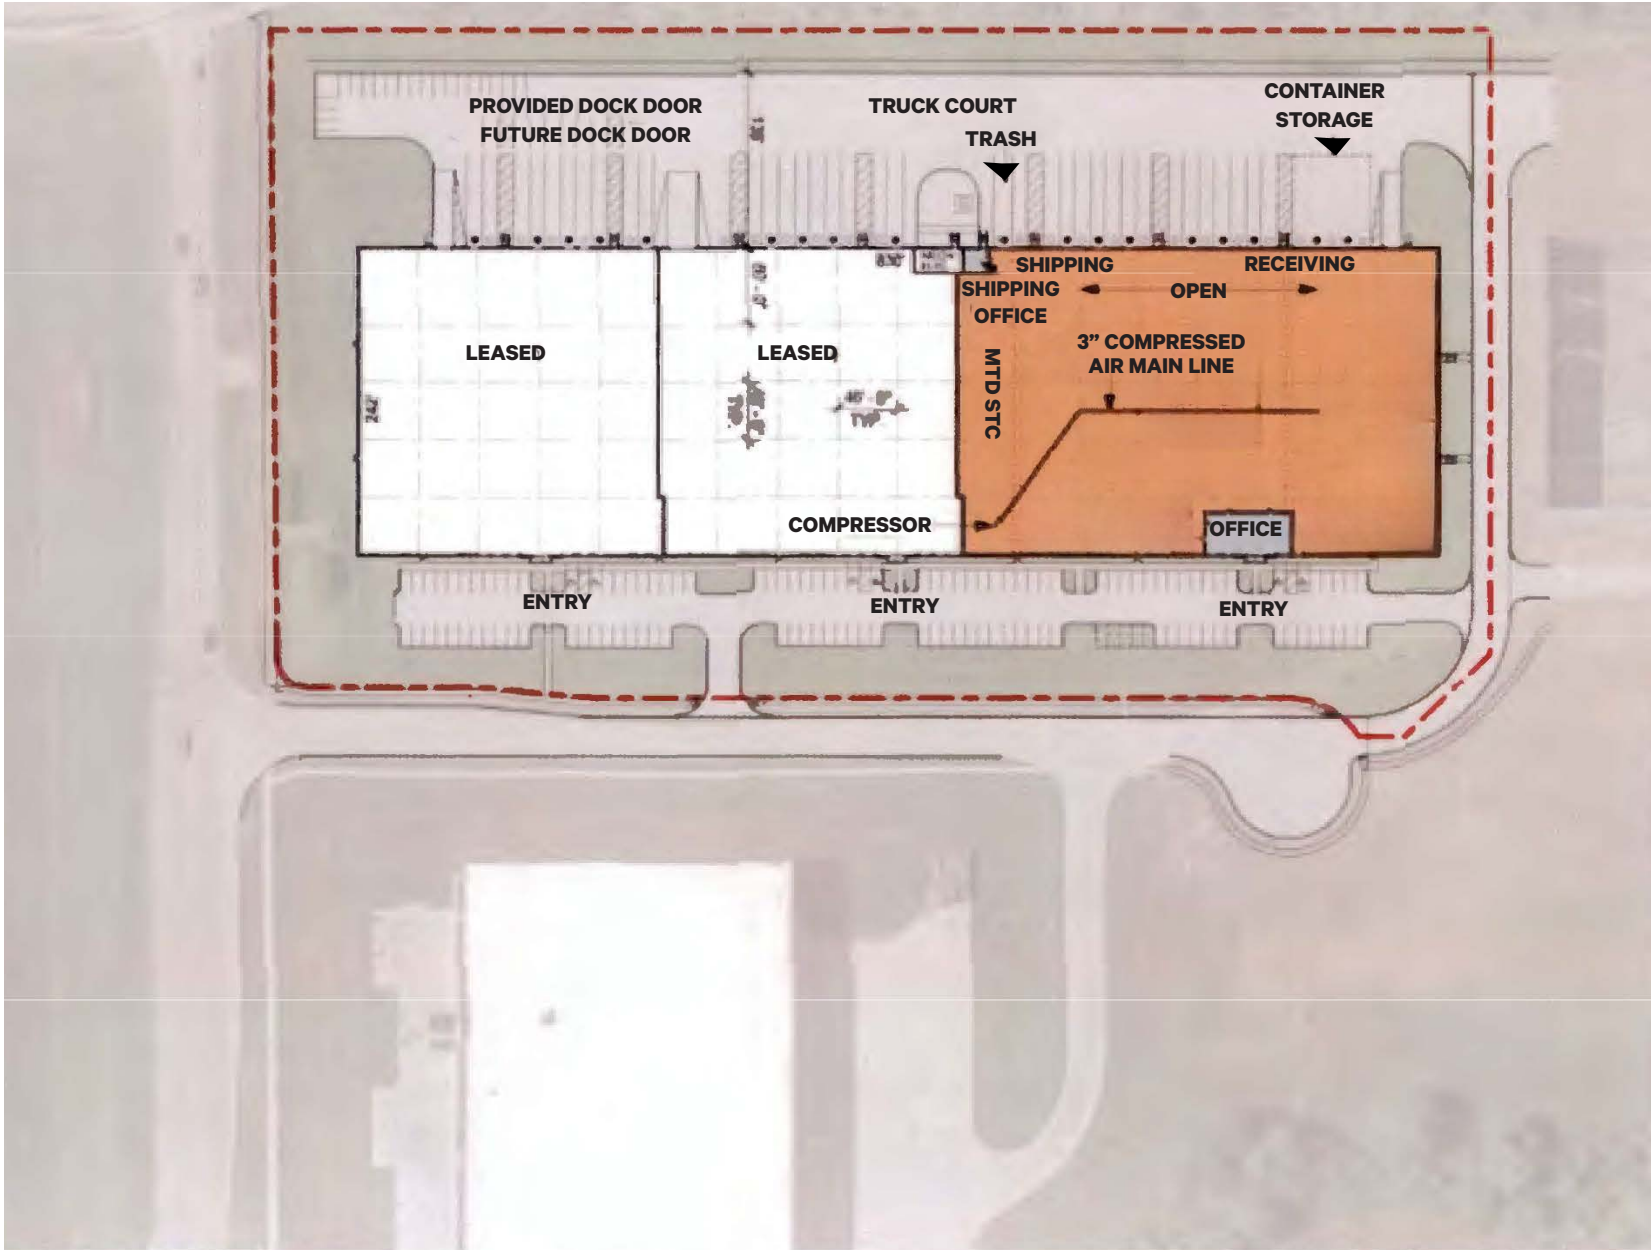 PROVIDED DOCK DOOR
FUTURE DOCK DOOR
TRUCK COURT
TRASH
CONTAINER
STORAGE
SHIPPING
RECEIVING
SHIPPING
OFFICE
OPEN
LEASED
LEASED
3” COMPRESSED
AIR MAIN LINE
MTD STC
242'
COMPRESSOR
OFFICE
ENTRY
ENTRY
ENTRY